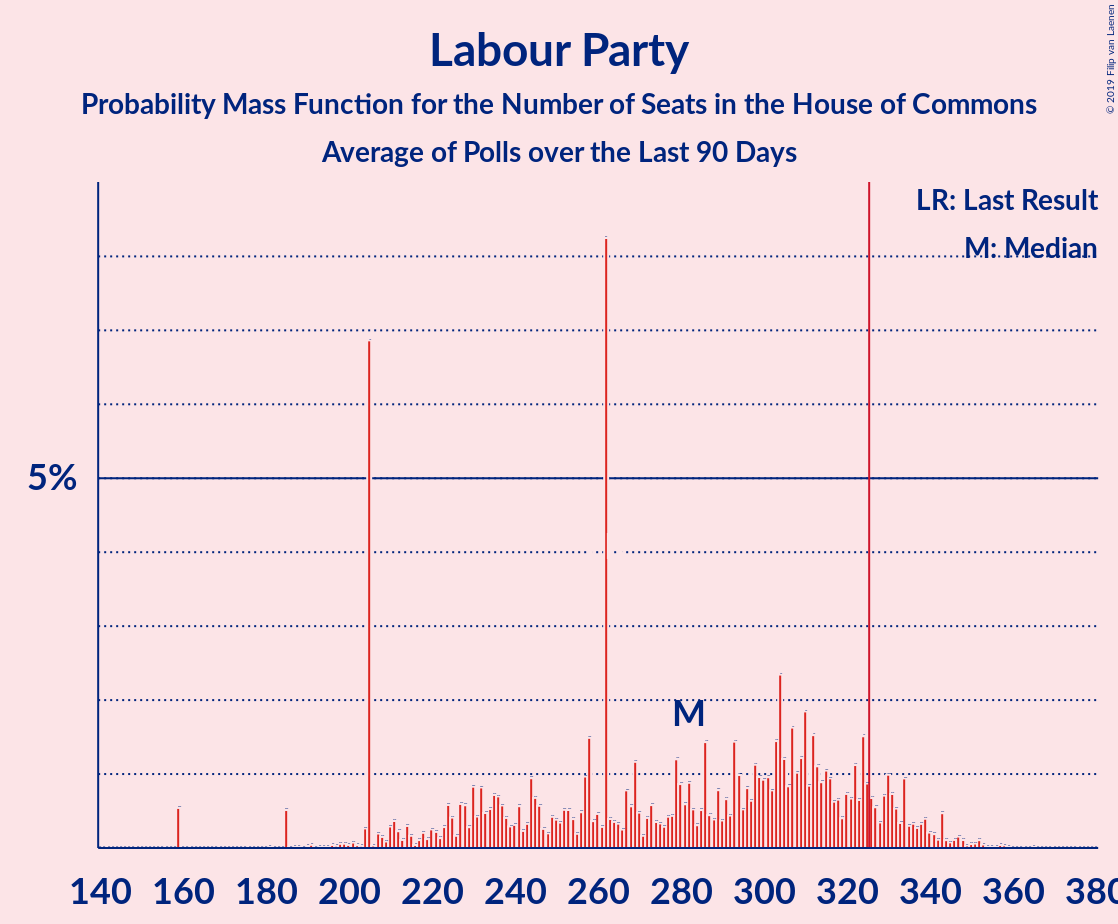 Labour Party
Probability Mass Function for the Number of Seats in the House of Commons
Average of Polls over the Last 90 Days
© 2019 Filip van Laenen
LR: Last Result
M: Median
5%
M
140 160 180 200 220 240 260 280 300 320 340 360 380